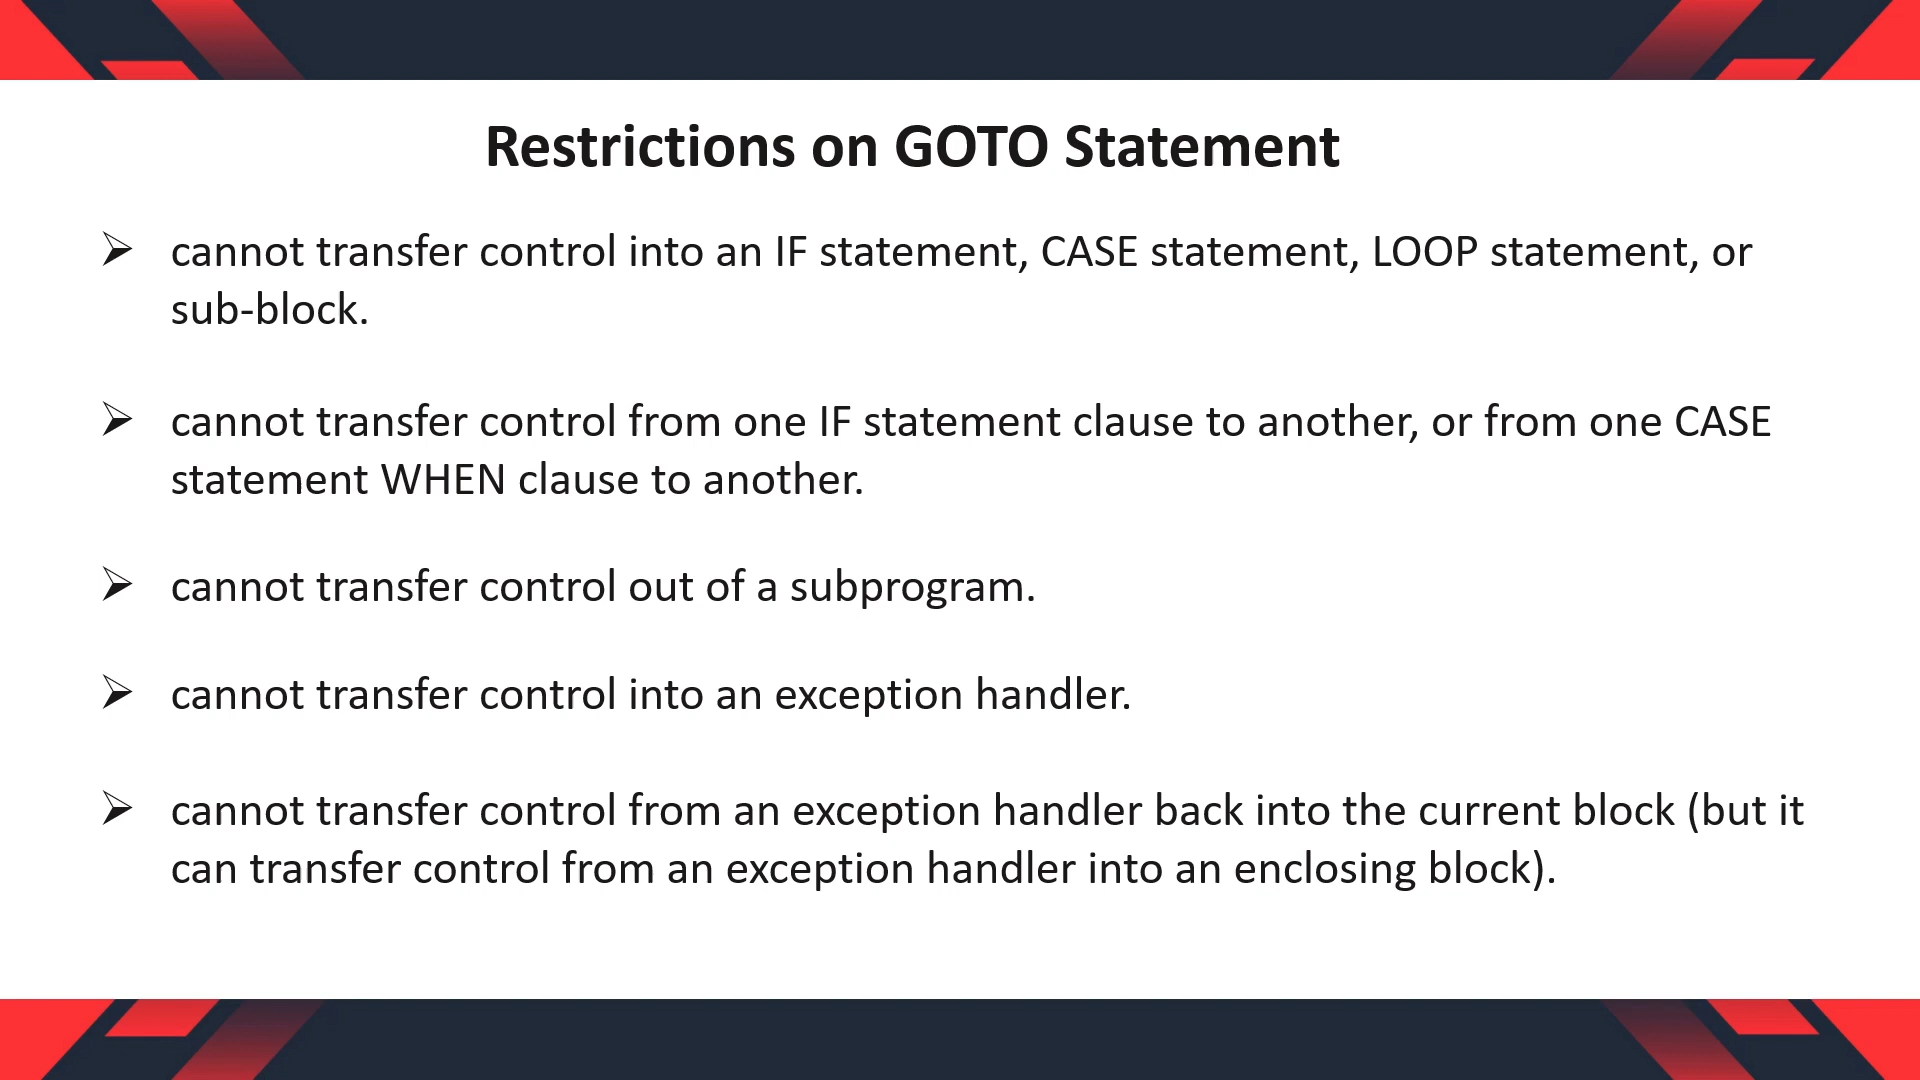 Restrictions on GOTO Statement
➢ cannot transfer control into an IF statement, CASE statement, LOOP statement, or
sub-block.
➢ cannot transfer control from one IF statement clause to another, or from one CASE
statement WHEN clause to another.
➢ cannot transfer control out of a subprogram.
➢ cannot transfer control into an exception handler.
➢ cannot transfer control from an exception handler back into the current block (but it
can transfer control from an exception handler into an enclosing block).